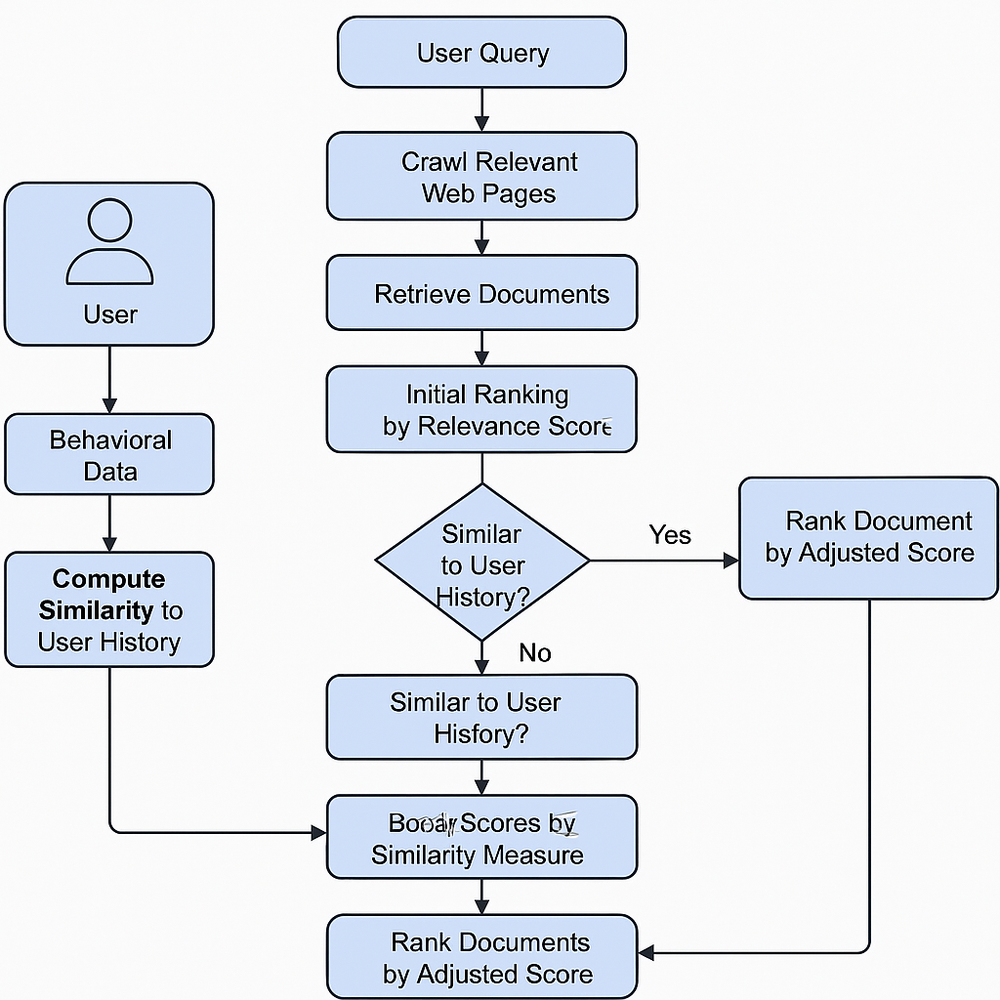 User Query
Crawl Relevant
Web Pages
Retrieve Documents
Initial Ranking
by Relevance Score
Similar
to User
History?
Yes
No
Rank Document
by Adjusted Score
User
Behavioral
Data
Compute
Similarity to
User History
Similar to User
Hisfory?
Scores by
Similarity Measure
Rank Documents
by Adjusted Score